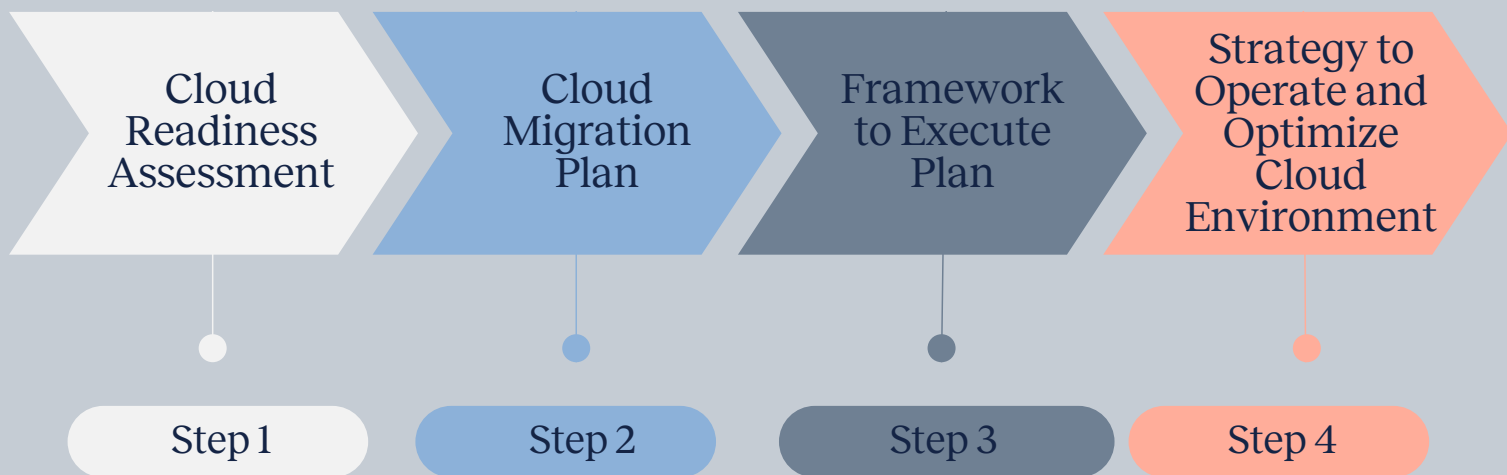 Cloud
Readiness
Assessment
Cloud
Migration
Plan
Framework
to Execute
Plan
Strategy to
Operate and
Optimize
Cloud
Environment
Step 1
Step 2
Step 3
Step 4